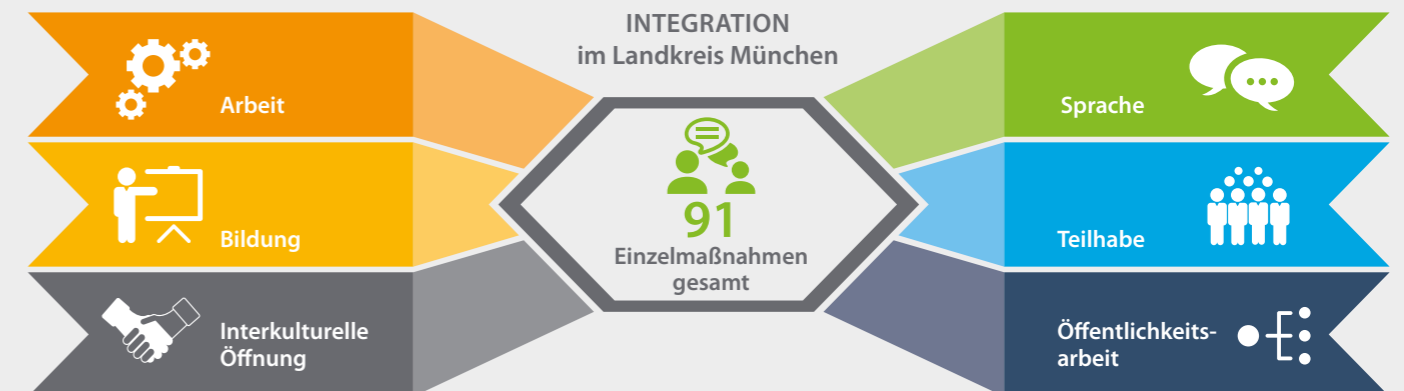 INTEGRATION
im Landkreis München
Arbeit
Bildung
Interkulturelle
Öffnung
91
Einzelmaßnahmen
gesamt
Sprache
Teilhabe
Öffentlichkeits-
arbeit